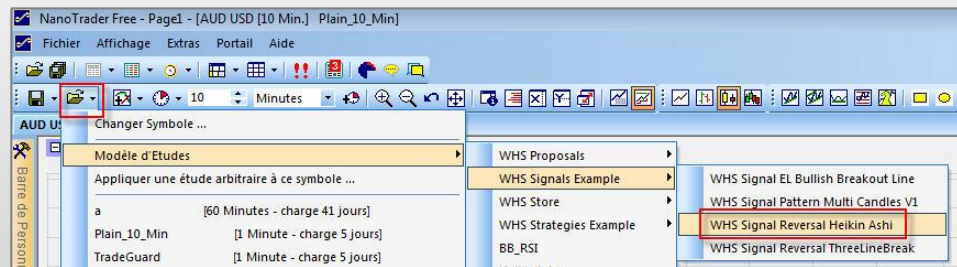 NanoTrader Free - Page1 - [AUD USD [10 Min.] Plain_10_Min]
Fichier Affichage Extras Portail Aide
10 Minutes
AUD U
Changer Symbole ...
Modèle d'Etudes
Appliquer une étude arbitraire à ce symbole ...
a [60 Minutes - charge 41 jours]
Plain_10_Min [1 Minute - charge 5 jours]
TradeGuard [1 Minute - charge 5 jours]
WHS Proposals
WHS Signals Example
WHS Store
WHS Strategies Example
BB_RSI
WHS Signal EL Bullish Breakout Line
WHS Signal Pattern Multi Candles V1
WHS Signal Reversal Heikin Ashi
WHS Signal Reversal ThreeLineBreak
Barre de Personn